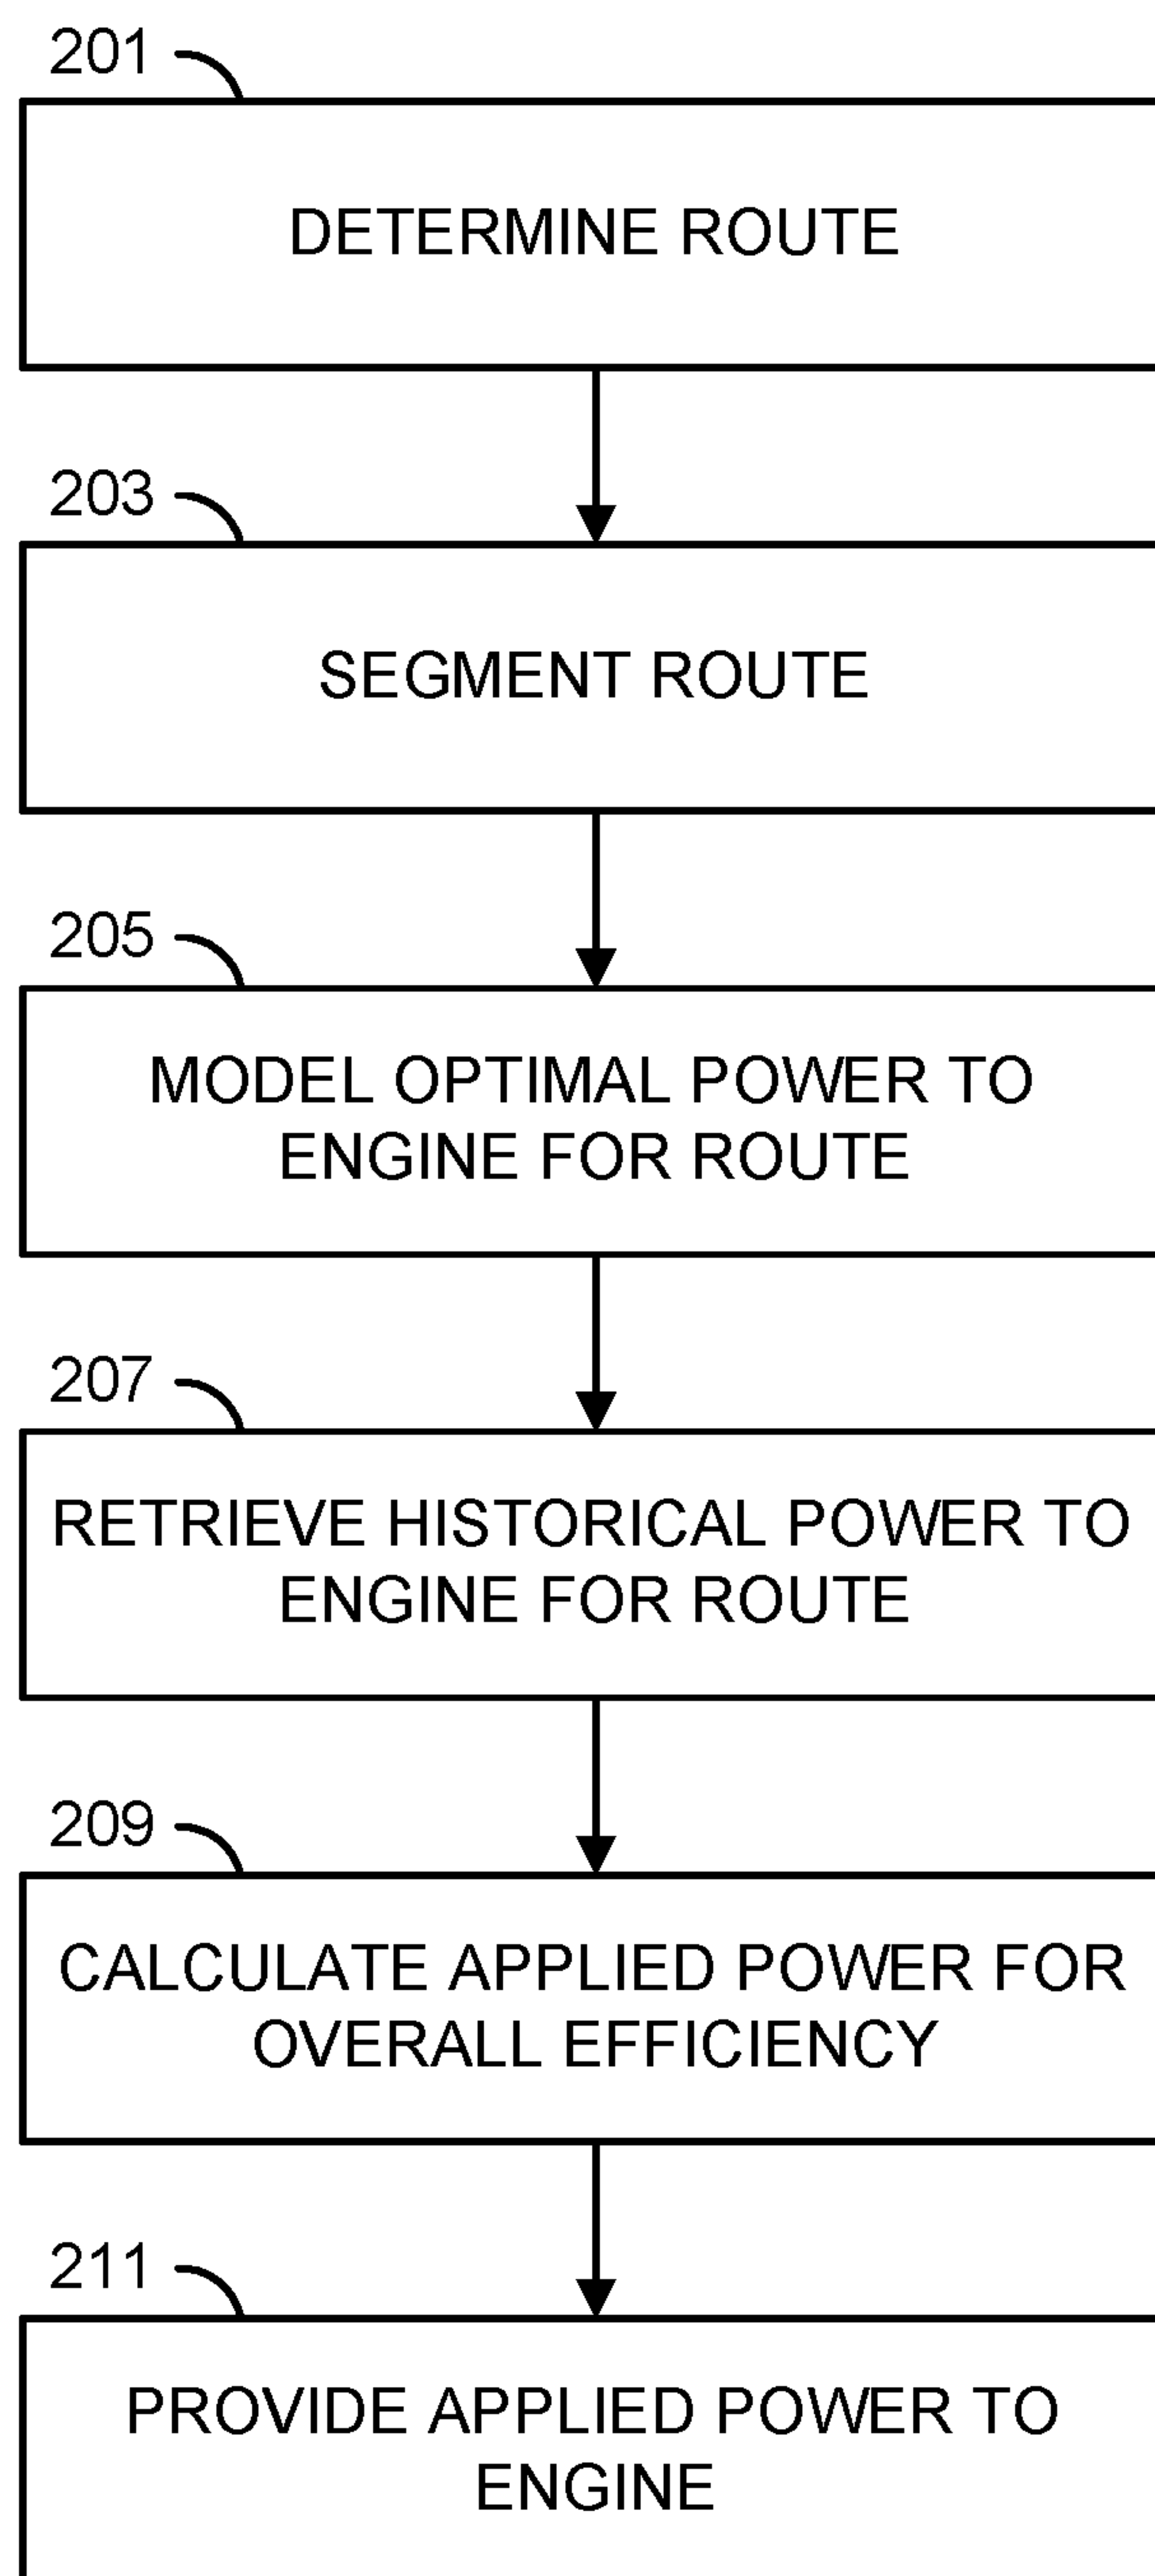 201
DETERMINE ROUTE
203
SEGMENT ROUTE
205
MODEL OPTIMAL POWER TO
ENGINE FOR ROUTE
207
RETRIEVE HISTORICAL POWER TO
ENGINE FOR ROUTE
209
CALCULATE APPLIED POWER FOR
OVERALL EFFICIENCY
211
PROVIDE APPLIED POWER TO
ENGINE